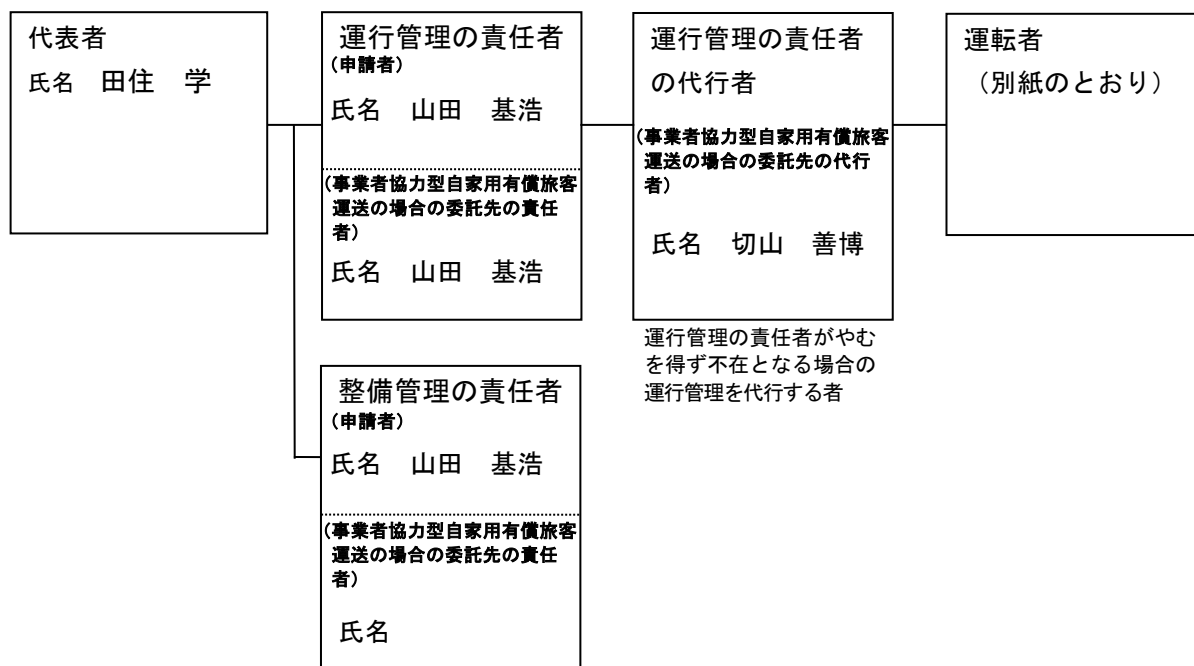 代表者
氏名　田住　学
運行管理の責任者
(申請者)
氏名　山田　基浩
(事業者協力型自家用有償旅客
運送の場合の委託先の責任
者)
氏名　山田　基浩
運行管理の責任者
の代行者
(事業者協力型自家用有償旅客
運送の場合の委託先の代行
者)
氏名　切山　善博
運行管理の責任者がやむ
を得ず不在となる場合の
運行管理を代行する者
運転者
（別紙のとおり）
整備管理の責任者
(申請者)
氏名　山田　基浩
(事業者協力型自家用有償旅客
運送の場合の委託先の責任
者)
氏名